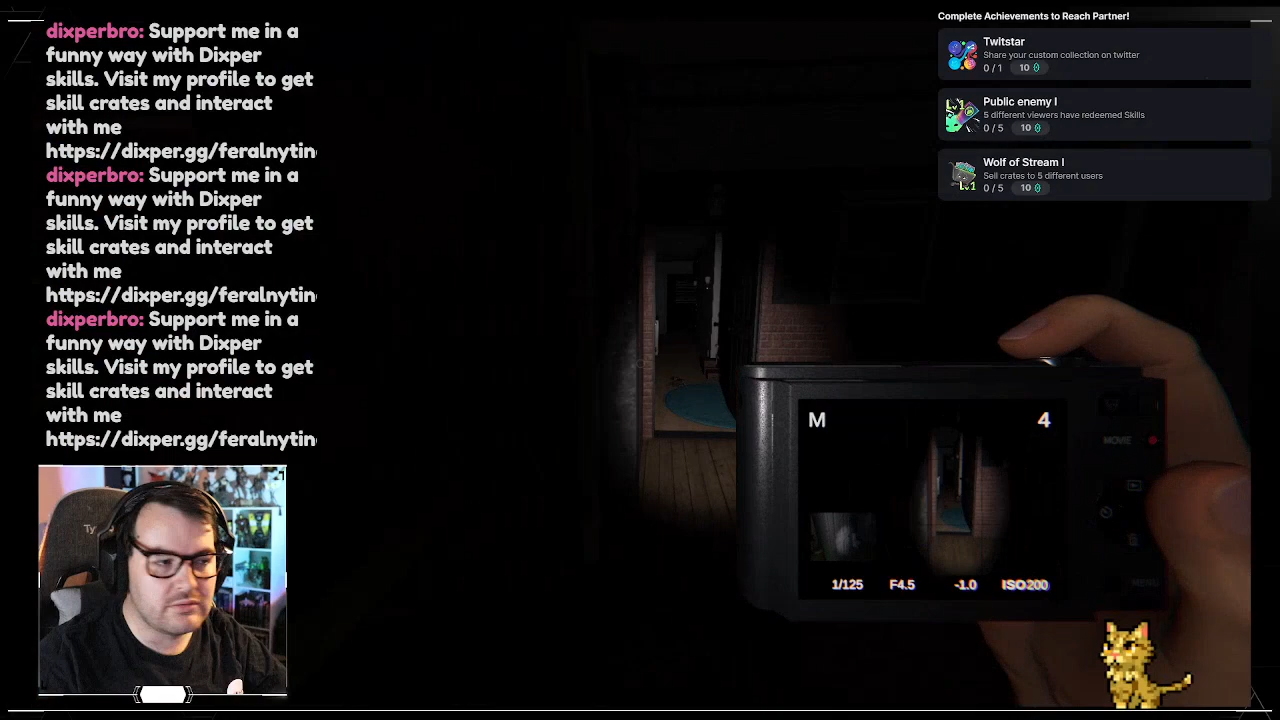 dixperbro: Support me in a
funny way with Dixper
skills. Visit my profile to get
skill crates and interact
with me
https://dixper.gg/feralnytin
dixperbro: Support me in a
funny way with Dixper
skills. Visit my profile to get
skill crates and interact
with me
https://dixper.gg/feralnytin
dixperbro: Support me in a
funny way with Dixper
skills. Visit my profile to get
skill crates and interact
with me
https://dixper.gg/feralnytin
Ty
Complete Achievements to Reach Partner!
Twitstar
Share your custom collection on twitter
0 / 1 10
Public enemy I
5 different viewers have redeemed Skills
0 / 5 10
Wolf of Stream I
Sell crates to 5 different users
0 / 5 10
M 4
MOVIE
1/125 F4.5 -1.0 ISO200
MENU